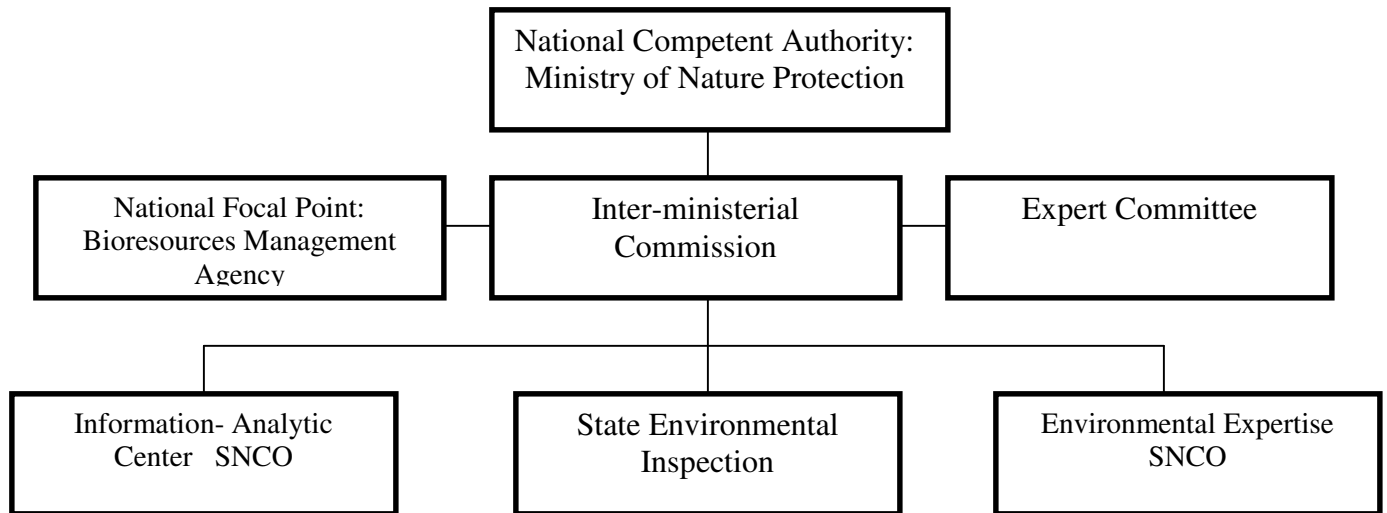 National Competent Authority:
Ministry of Nature Protection
National Focal Point:
Bioresources Management
Agency
Inter-ministerial
Commission
Expert Committee
Information- Analytic
Center SNCO
State Environmental
Inspection
Environmental Expertise
SNCO